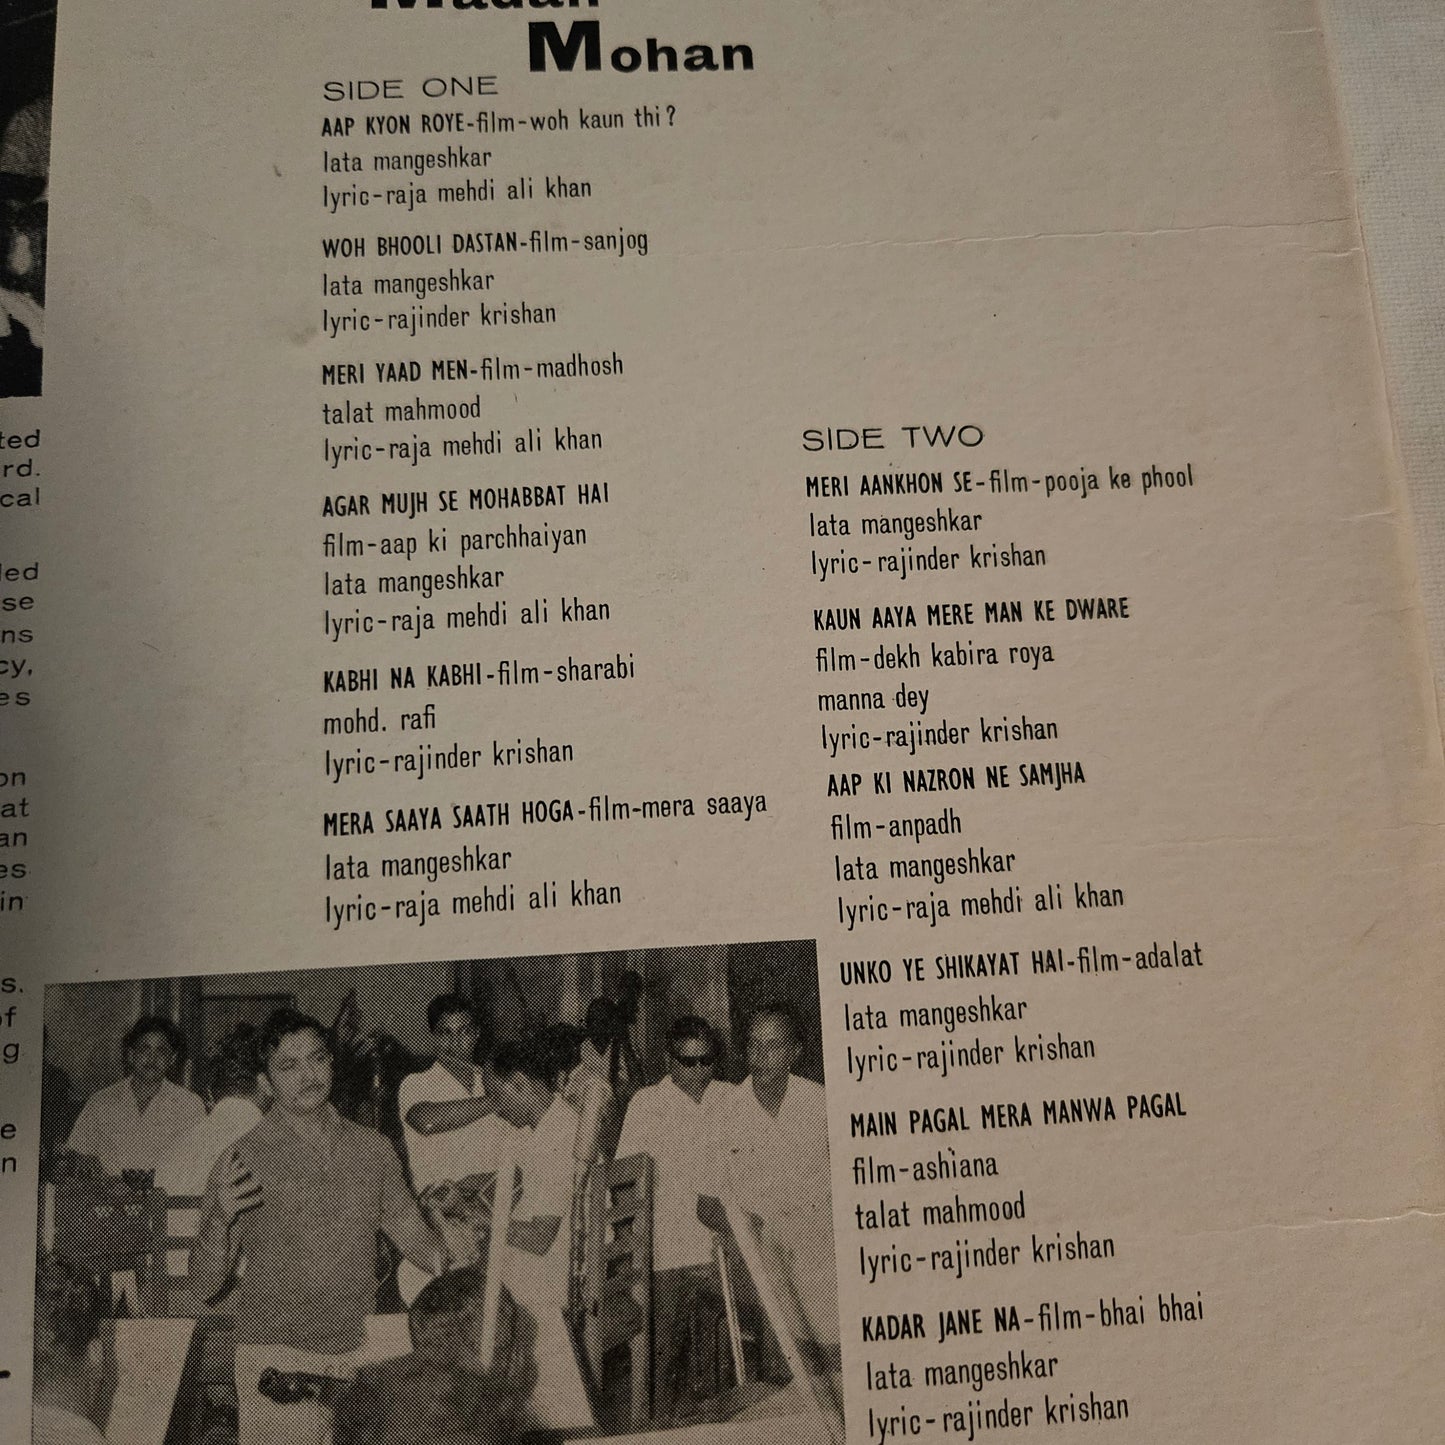 Mohan
SIDE ONE
AAP KYON ROYE-film-woh kaun thi?
lata mangeshkar
lyric-raja mehdi ali khan
WOH BHOOLI DASTAN-film-sanjog
lata mangeshkar
lyric-rajinder krishan
MERI YAAD MEN-film-madhosh
talat mahmood
lyric-raja mehdi ali khan
AGAR MUJH SE MOHABBAT HAI
film-aap ki parchhaiyan
lata mangeshkar
lyric-raja mehdi ali khan
KABHI NA KABHI-film-sharabi
mohd. rafi
lyric-rajinder krishan
MERA SAAYA SAATH HOGA-film-mera saaya
lata mangeshkar
lyric-raja mehdi ali khan
SIDE TWO
MERI AANKHON SE-film-pooja ke phool
lata mangeshkar
lyric-rajinder krishan
KAUN AAYA MERE MAN KE DWARE
film-dekh kabira roya
manna dey
lyric-rajinder krishan
AAP KI NAZRON NE SAMJHA
film-anpadh
lata mangeshkar
lyric-raja mehdi ali khan
UNKO YE SHIKAYAT HAI-film-adalat
lata mangeshkar
lyric-rajinder krishan
MAIN PAGAL MERA MANWA PAGAL
film-ashiana
talat mahmood
lyric-rajinder krishan
KADAR JANE NA-film-bhai bhai
lata mangeshkar
lyric-rajinder krishan